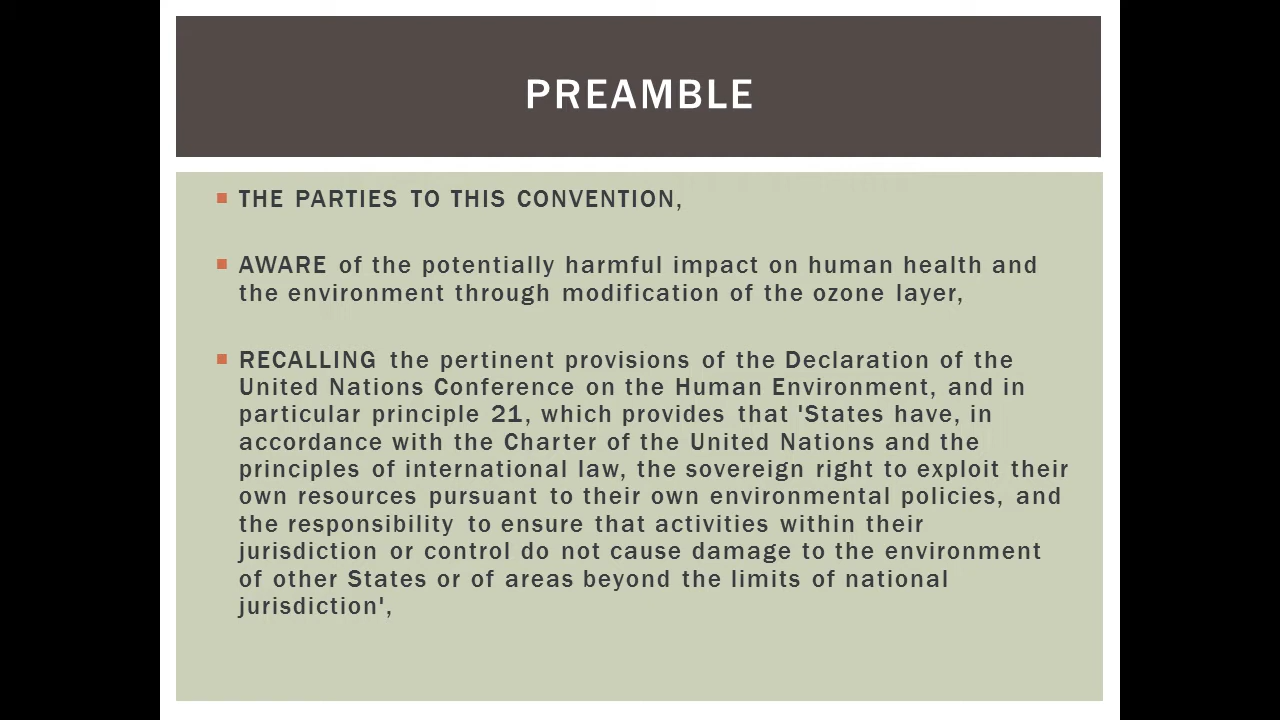 PREAMBLE
THE PARTIES TO THIS CONVENTION,
AWARE of the potentially harmful impact on human health and
the environment through modification of the ozone layer,
RECALLING the pertinent provisions of the Declaration of the
United Nations Conference on the Human Environment, and in
particular principle 21, which provides that 'States have, in
accordance with the Charter of the United Nations and the
principles of international law, the sovereign right to exploit their
own resources pursuant to their own environmental policies, and
the responsibility to ensure that activities within their
jurisdiction or control do not cause damage to the environment
of other States or of areas beyond the limits of national
jurisdiction',